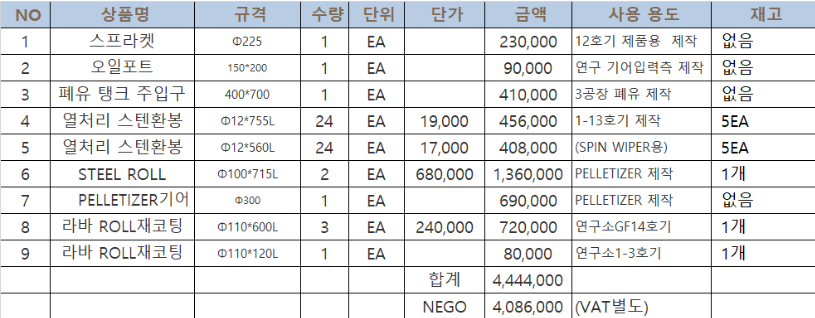 NO 상품명 규격 수량 단위 단가 금액 사용 용도 재고
1 스프라켓 Φ225 1 EA 230,000 12호기 제품용 제작 없음
2 오일포트 150*200 1 EA 90,000 연구 기어입력측 제작 없음
3 폐유 탱크 주입구 400*700 1 EA 410,000 3공장 폐유 제작 없음
4 열처리 스텐환봉 Φ12*755L 24 EA 19,000 456,000 1-13호기 제작 5EA
5 열처리 스텐환봉 Φ12*560L 24 EA 17,000 408,000 (SPIN WIPER용) 5EA
6 STEEL ROLL Φ100*715L 2 EA 680,000 1,360,000 PELLETIZER 제작 1개
7 PELLETIZER기어 Φ300 1 EA 690,000 PELLETIZER 제작 없음
8 라바 ROLL재코팅 Φ110*600L 3 EA 240,000 720,000 연구소GF14호기 1개
9 라바 ROLL재코팅 Φ110*120L 1 EA 80,000 연구소1-3호기 1개
합계 4,444,000
NEGO 4,086,000 (VAT별도)